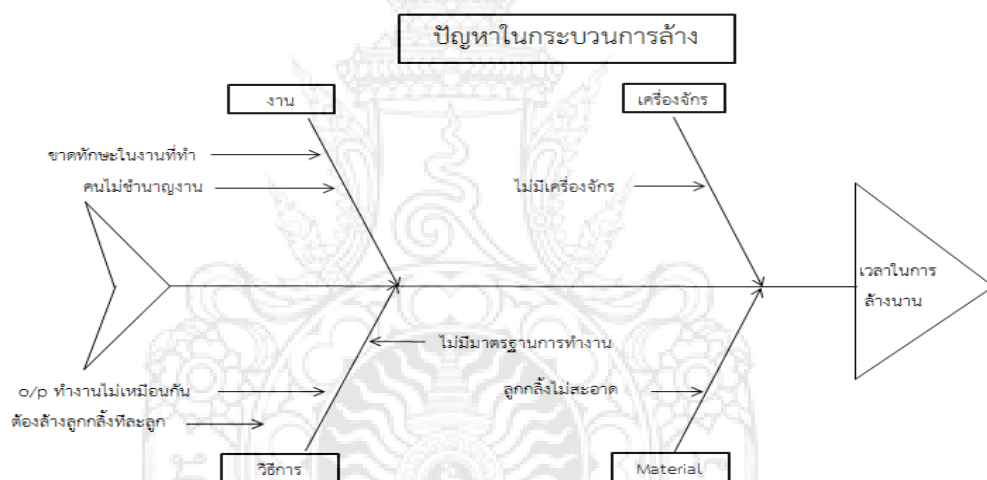 ปัญหาในกระบวนการล้าง
งาน
เครื่องจักร
ขาดทักษะในงานที่ทำ
คนไม่ชำนาญงาน
ไม่มีเครื่องจักร
เวลาในการ
ล้างนาน
ไม่มีมาตรฐานการทำงาน
o/p ทำงานไม่เหมือนกัน
ลูกกลิ้งไม่สะอาด
ต้องล้างลูกกลิ้งทีละลูก
วิธีการ
Material